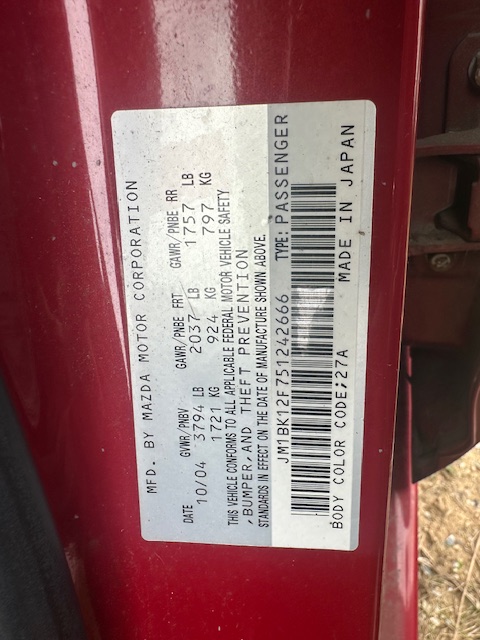 MFD. BY MAZDA MOTOR CORPORATION
DATE GVWR/PNBV GAWR/PNBE FRT GAWR/PNBE RR
10/04 3794 LB 2037 LB 1757 LB
1721 KG 924 KG 797 KG
THIS VEHICLE CONFORMS TO ALL APPLICABLE FEDERAL MOTOR VEHICLE SAFETY
, BUMPER, AND THEFT PREVENTION
STANDARDS IN EFFECT ON THE DATE OF MANUFACTURE SHOWN ABOVE.
JM1BK12F751242666 TYPE: PASSENGER
BODY COLOR CODE;27A MADE IN JAPAN